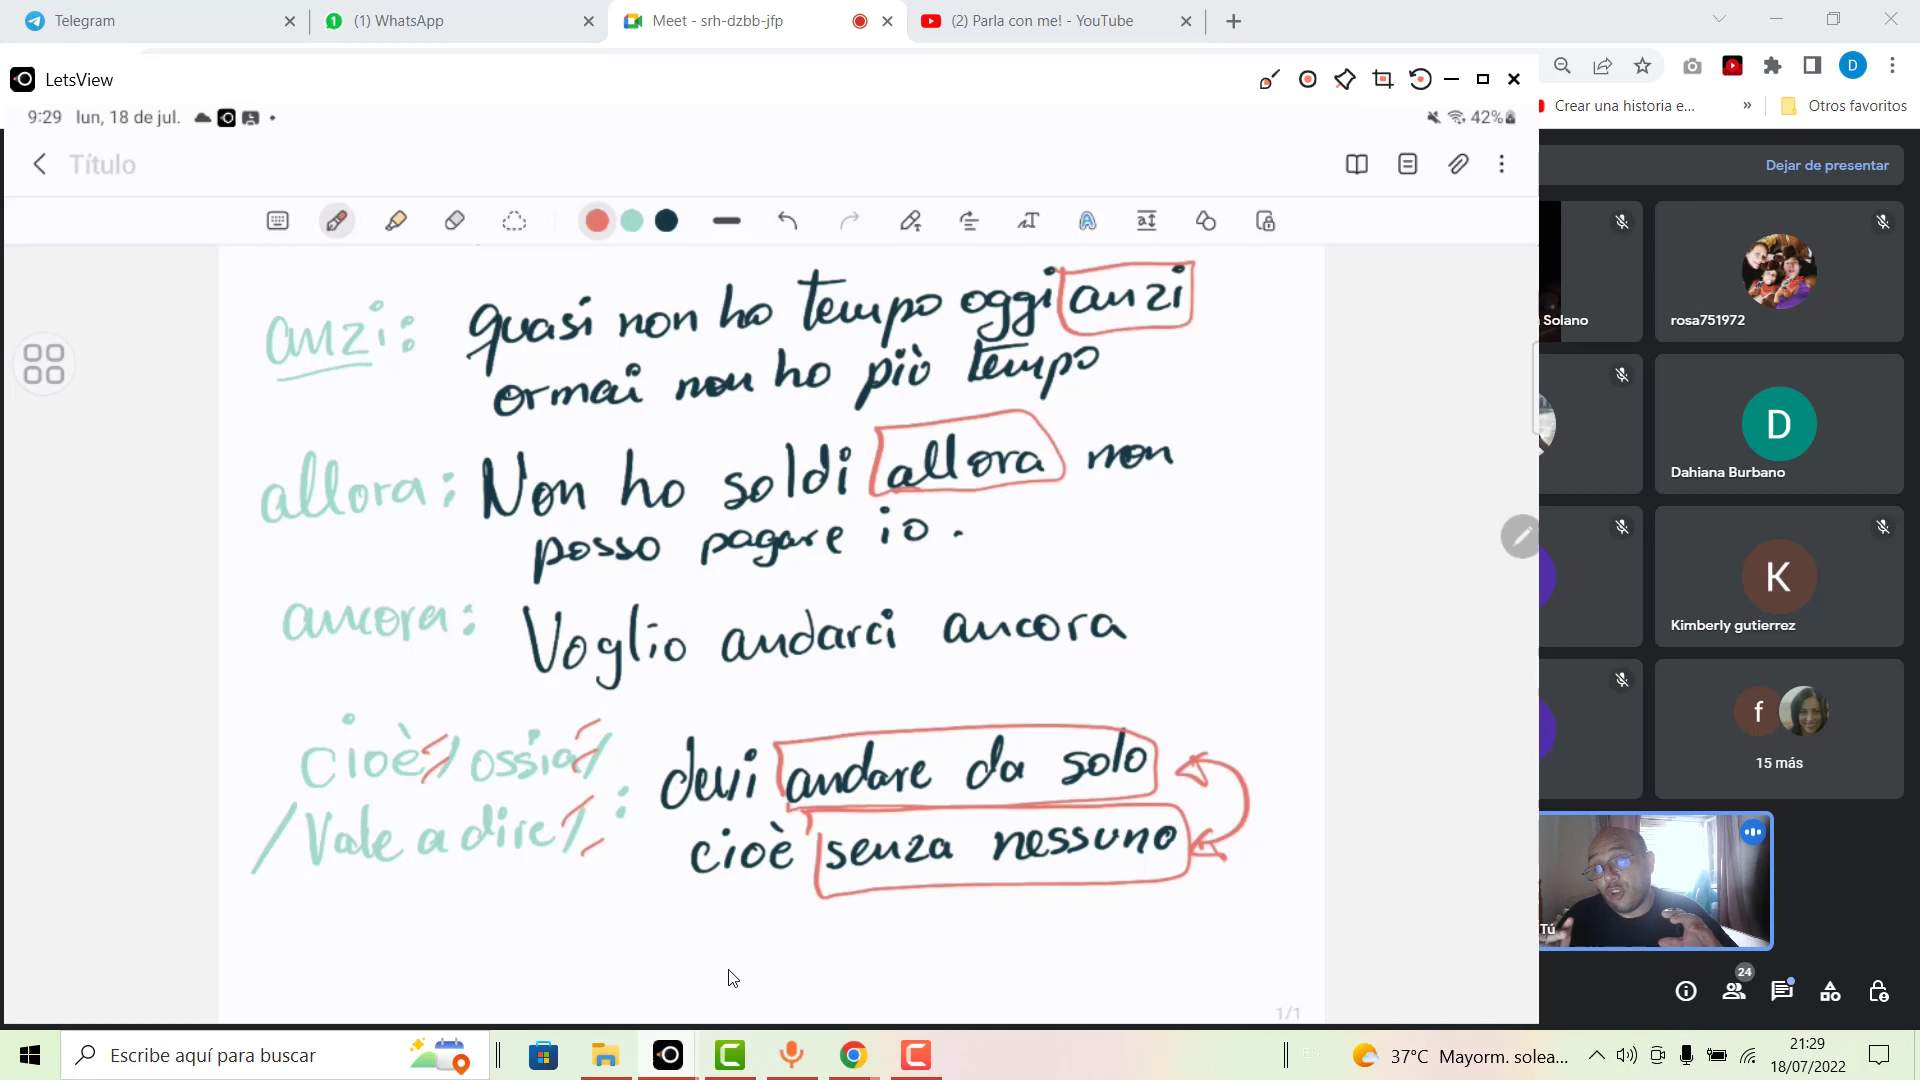 Telegram
(1) WhatsApp
Meet - srh-dzbb-jfp
(2) Parla con me! - YouTube
LetsView
D
Crear una historia e...
»
Otros favoritos
9:29 lun, 18 de jul.
42%
Título
Dejar de presentar
anzi: quasi non ho tempo oggi anzi
ormai non ho più tempo
allora: Non ho soldi allora non
posso pagare io.
ancora: Voglio andarci ancora
cioè/ ossia/
/Vale a dire/: devi andare da solo
cioè senza nessuno
1/1
Solano
rosa751972
D
Dahiana Burbano
K
Kimberly gutierrez
f
15 más
Tú
24
Escribe aquí para buscar
37°C Mayorm. solea...
21:29
18/07/2022